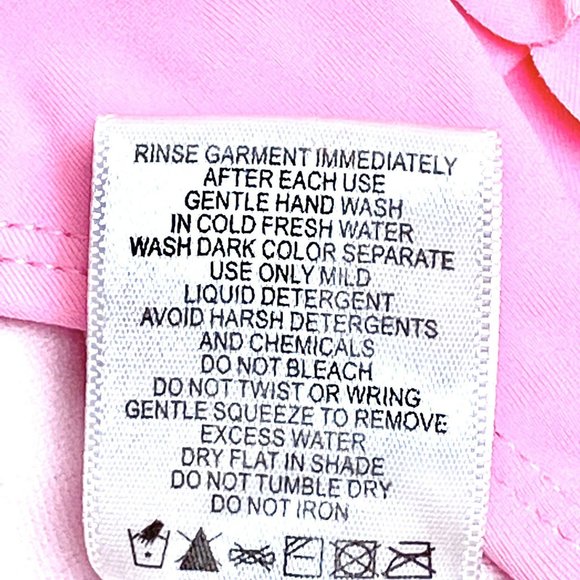 RINSE GARMENT IMMEDIATELY
AFTER EACH USE
GENTLE HAND WASH
IN COLD FRESH WATER
WASH DARK COLOR SEPARATE
USE ONLY MILD
LIQUID DETERGENT
AVOID HARSH DETERGENTS
AND CHEMICALS
DO NOT BLEACH
DO NOT TWIST OR WRING
GENTLE SQUEEZE TO REMOVE
EXCESS WATER
DRY FLAT IN SHADE
DO NOT TUMBLE DRY
DO NOT IRON